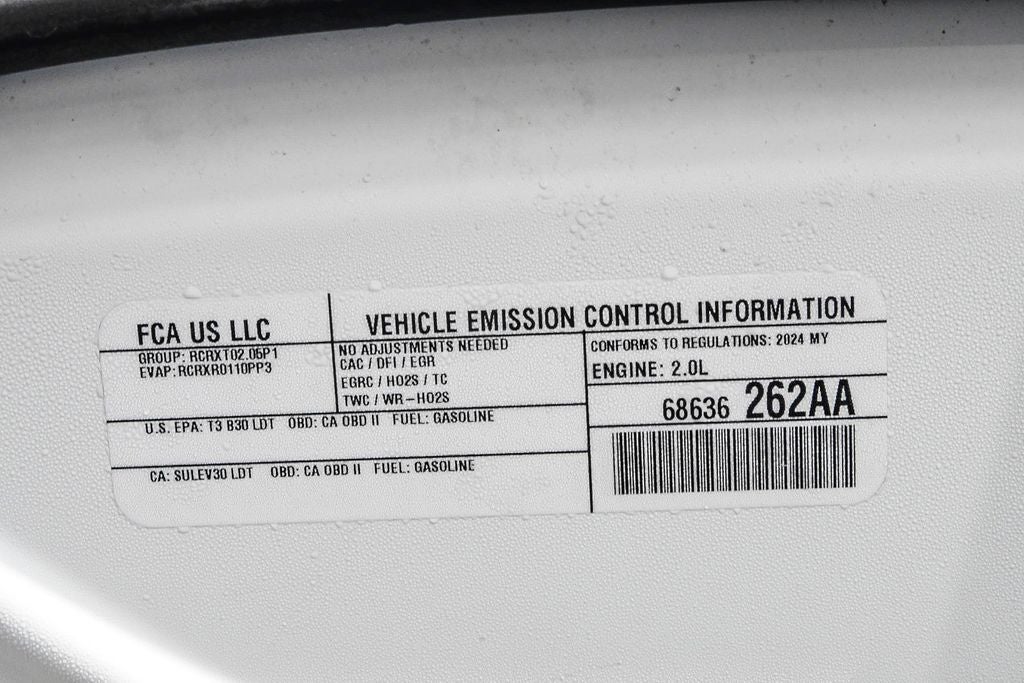 FCA US LLC
GROUP: RCRXT02.05P1
EVAP: RCRXR0110PP3
VEHICLE EMISSION CONTROL INFORMATION
NO ADJUSTMENTS NEEDED
CAC / DFI / EGR
EGRC / HO2S / TC
TWC / WR-HO2S
CONFORMS TO REGULATIONS: 2024 MY
ENGINE: 2.0L
68636 262AA
U.S. EPA: T3 B30 LDT OBD: CA OBD II FUEL: GASOLINE
CA: SULEV30 LDT OBD: CA OBD II FUEL: GASOLINE